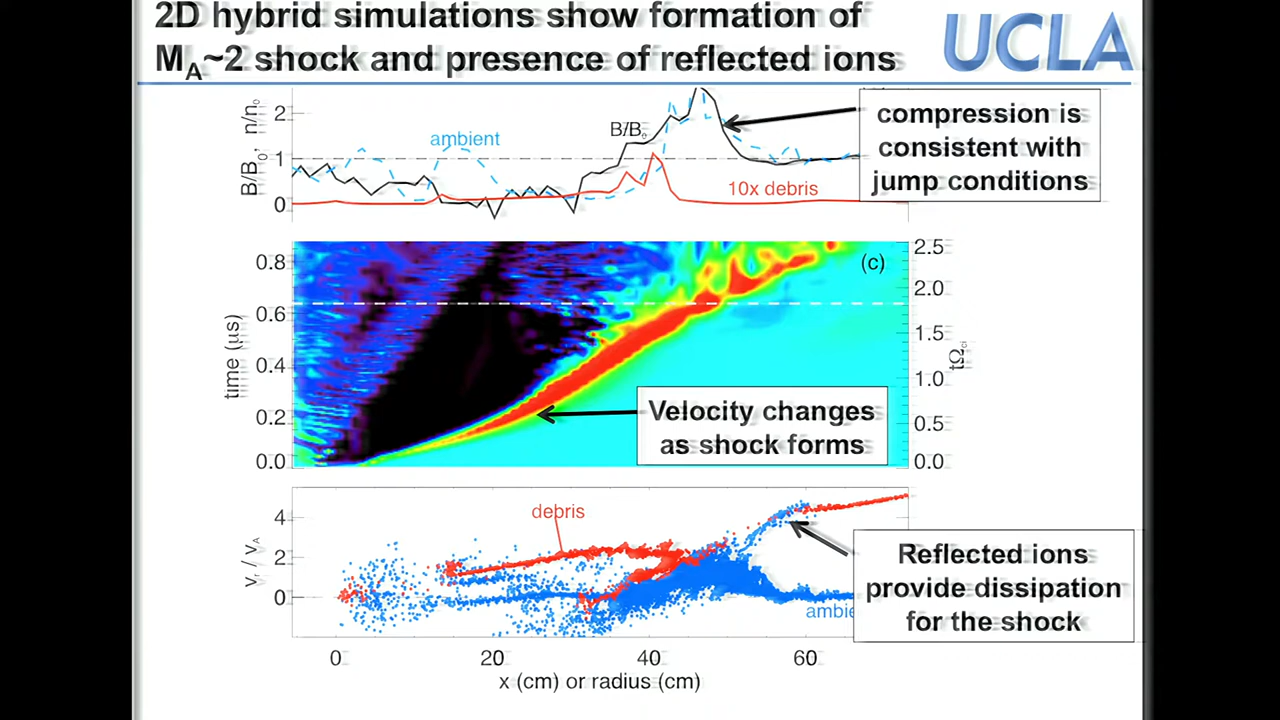 2D hybrid simulations show formation of
M_A~2 shock and presence of reflected ions
UCLA
B/B₀, n/n₀
2
1
0
ambient
B/B₀
10x debris
compression is
consistent with
jump conditions
time (μs)
0.8
0.6
0.4
0.2
0.0
(c)
2.5
2.0
1.5
1.0
0.5
0.0
tΩci
Velocity changes
as shock forms
v_r / v_A
4
2
0
debris
ambie
Reflected ions
provide dissipation
for the shock
0 20 40 60
x (cm) or radius (cm)